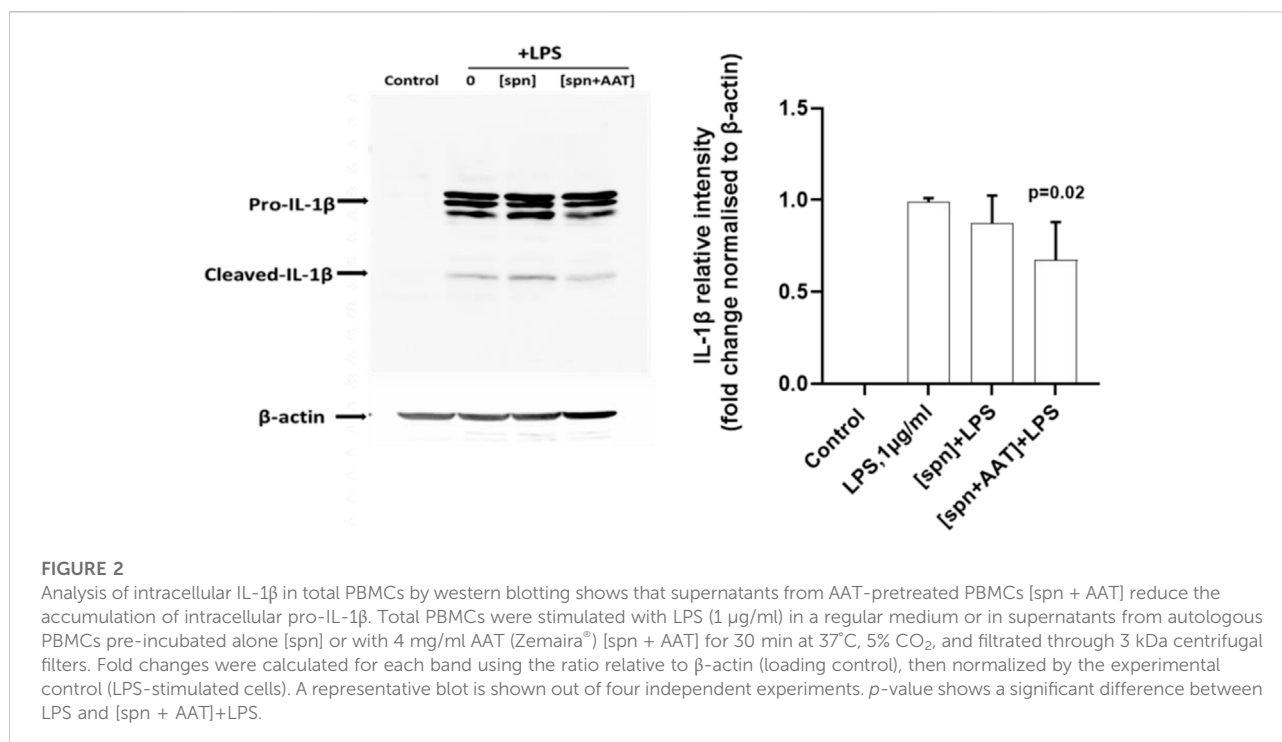 +LPS
Control 0 [spn] [spn+AAT]
Pro-IL-1β
Cleaved-IL-1β
β-actin
IL-1β relative intensity
(fold change normalised to β-actin)
1.5
1.0
0.5
0.0
p=0.02
Control
LPS,1μg/ml
[spn]+LPS
[spn+AAT]+LPS
FIGURE 2
Analysis of intracellular IL-1β in total PBMCs by western blotting shows that supernatants from AAT-pretreated PBMCs [spn + AAT] reduce the
accumulation of intracellular pro-IL-1β. Total PBMCs were stimulated with LPS (1 μg/ml) in a regular medium or in supernatants from autologous
PBMCs pre-incubated alone [spn] or with 4 mg/ml AAT (Zemaira®) [spn + AAT] for 30 min at 37°C, 5% CO₂, and filtrated through 3 kDa centrifugal
filters. Fold changes were calculated for each band using the ratio relative to β-actin (loading control), then normalized by the experimental
control (LPS-stimulated cells). A representative blot is shown out of four independent experiments. p-value shows a significant difference between
LPS and [spn + AAT]+LPS.